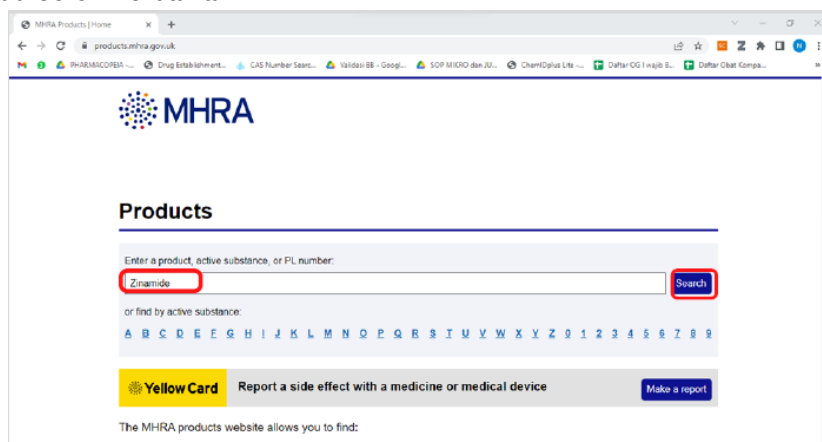 MHRA Products | Home
products.mhra.gov.uk
PHARMACOPEIA -... Drug Establishment... CAS Number Searc... Validasi BB - Googl... SOP MIKRO dan JU... ChemIDplus Lite -... Daftar OG I wajib B... Daftar Obat Kompa...
MHRA
Products
Enter a product, active substance, or PL number:
Zinamide
Search
or find by active substance:
A B C D E F G H I J K L M N O P Q R S T U V W X Y Z 0 1 2 3 4 5 6 7 8 9
Yellow Card Report a side effect with a medicine or medical device Make a report
The MHRA products website allows you to find: